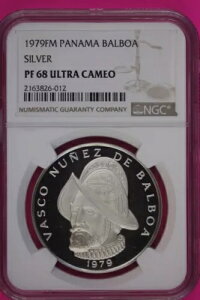 1979FM PANAMA BALBOA
SILVER
PF 68 ULTRA CAMEO
2163826-012
NUMISMATIC GUARANTY COMPANY
NGC
VASCO NUÑEZ DE BALBOA
1979